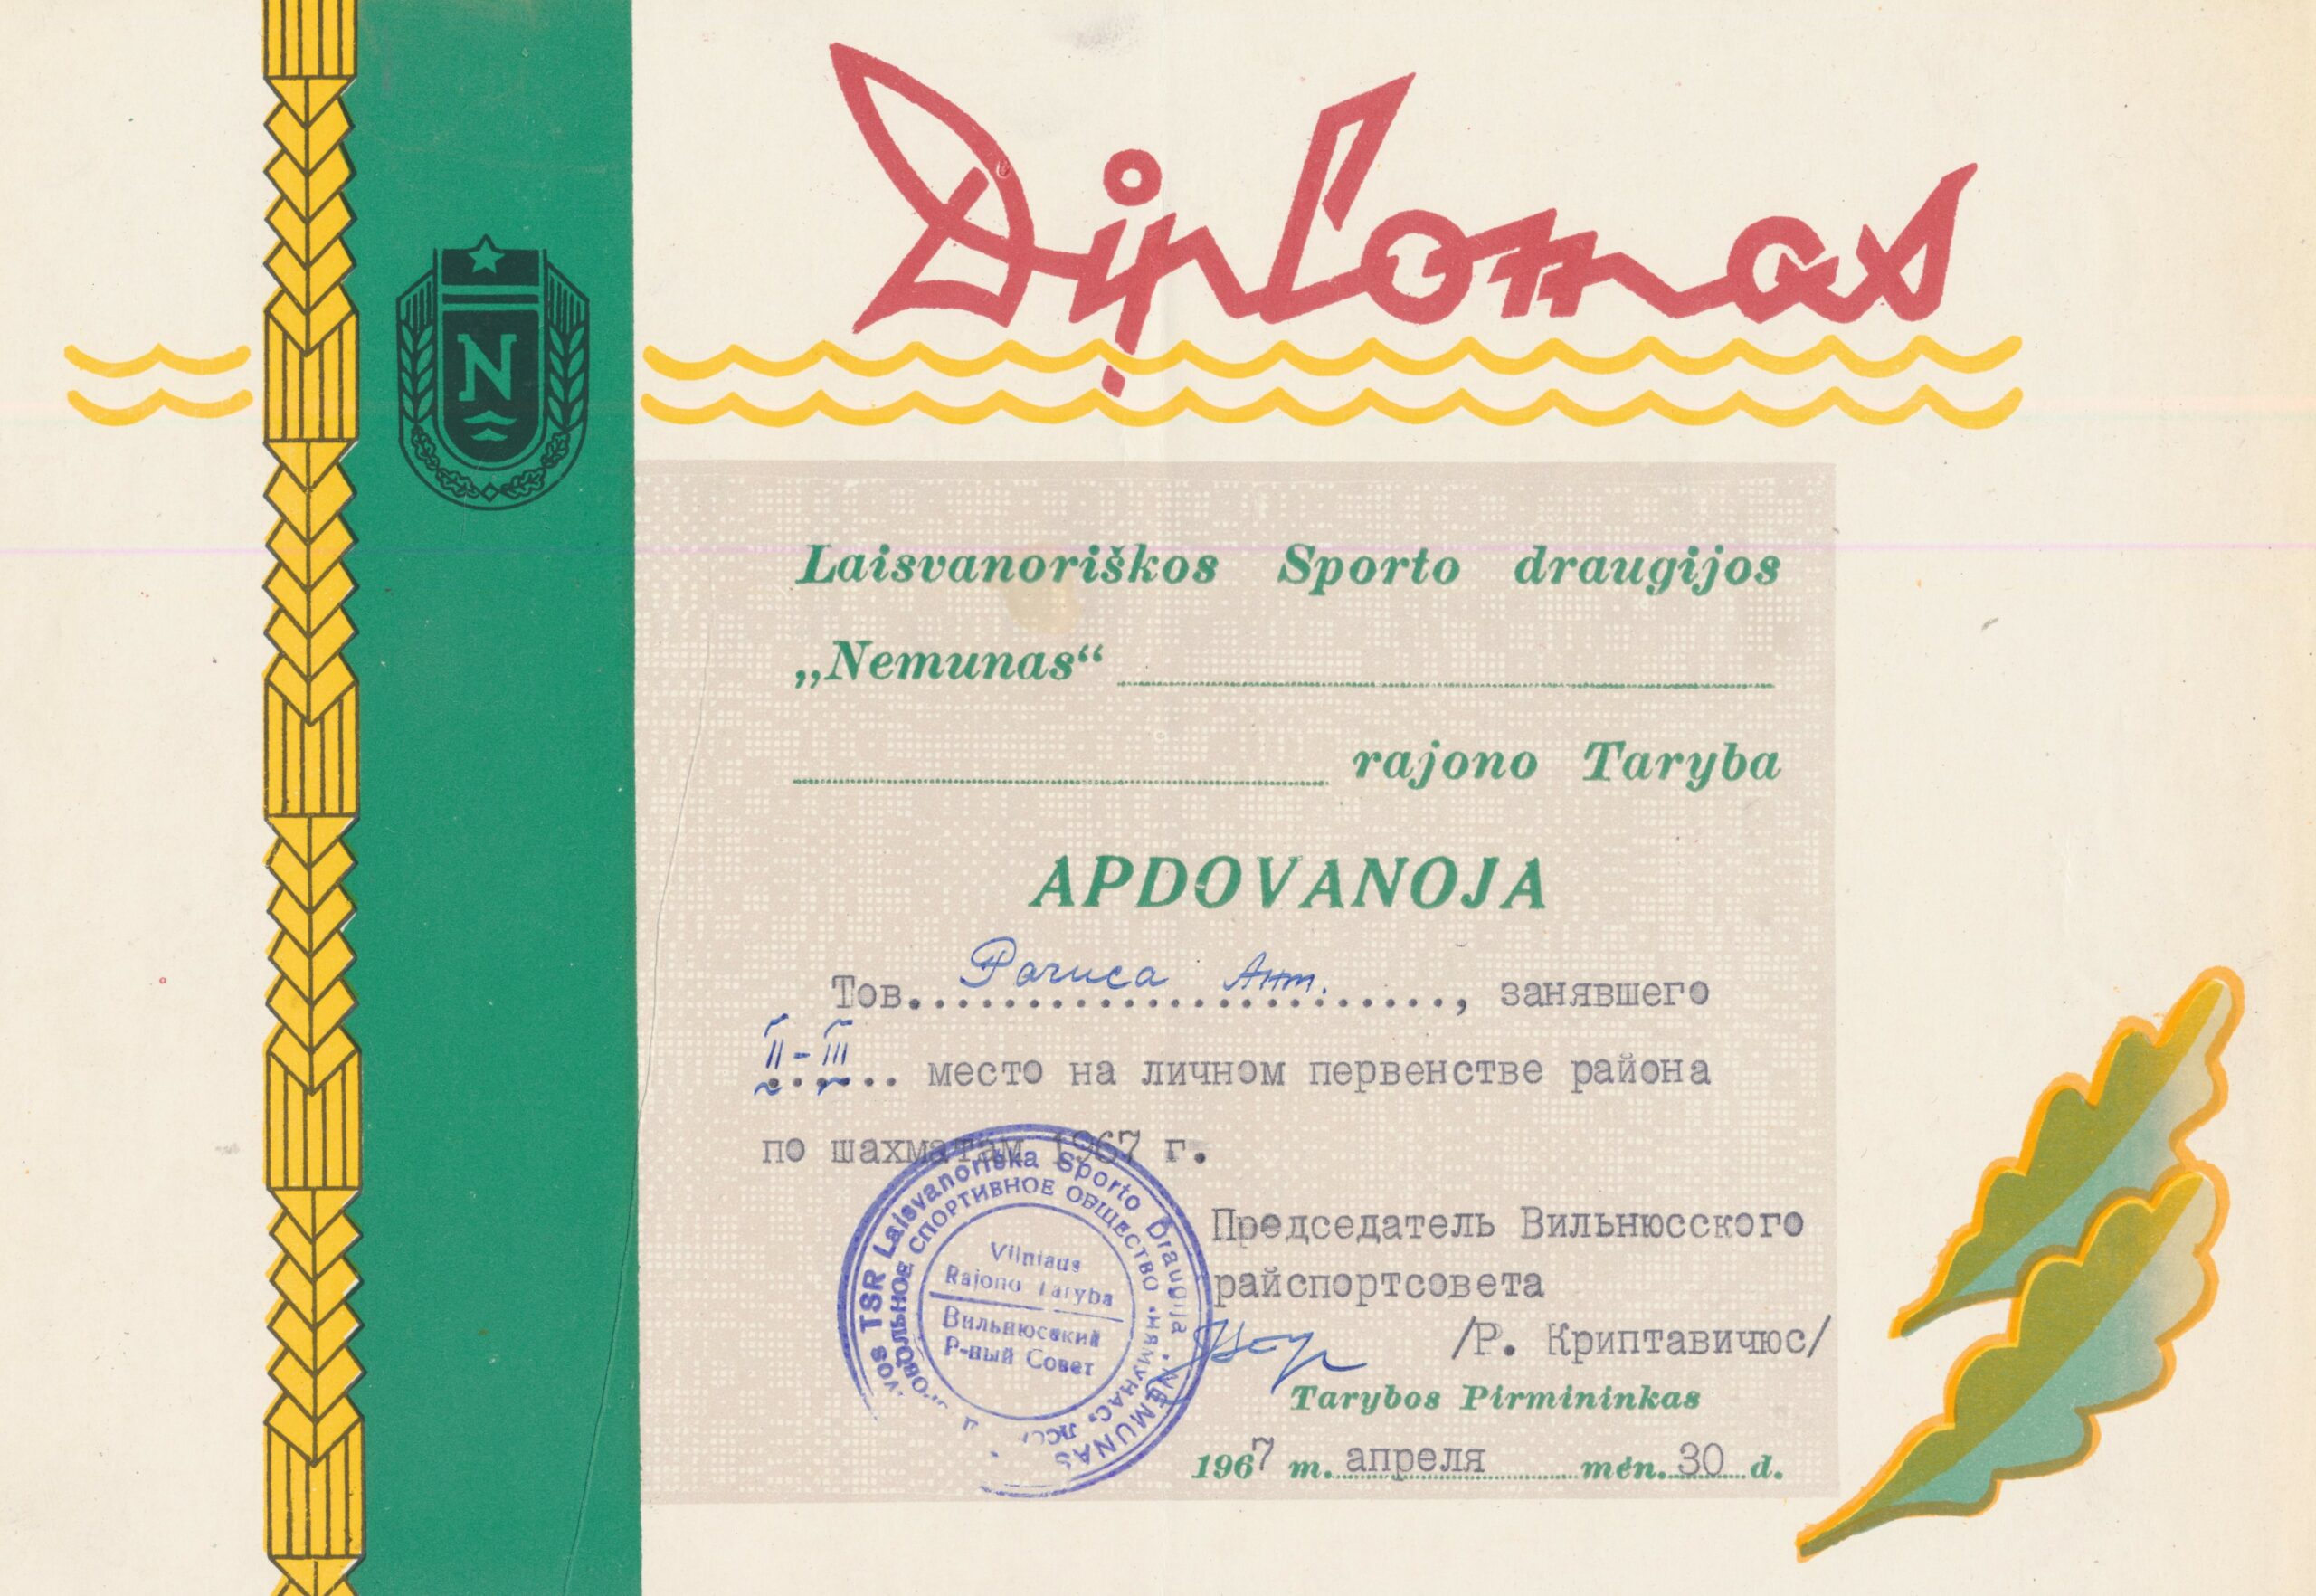 Diplomas
N
Laisvanoriškos Sporto draugijos
„Nemunas“
rajono Taryba
APDOVANOJA
Тов. Рагиса Ант., занявшего
II-III место на личном первенстве района
по шахматам 1967 г.
Председатель Вильнюсского
райспортсовета
/Р. Криптавичюс/
Tarybos Pirmininkas
1967 m. апреля mėn. 30 d.
TSR Laisvanoriška Sporto Draugija NEMUNAS
СПОРТИВНОЕ ОБЩЕСТВО НЯМУНАС
Vilniaus
Rajono Taryba
Вильнюсский
Р-ный Совет